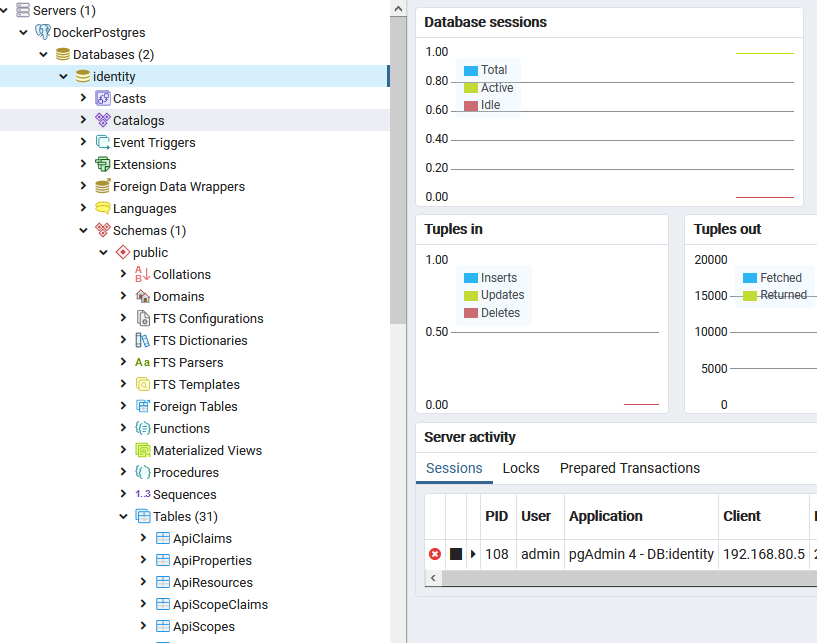 Servers (1)
DockerPostgres
Databases (2)
identity
Casts
Catalogs
Event Triggers
Extensions
Foreign Data Wrappers
Languages
Schemas (1)
public
Collations
Domains
FTS Configurations
FTS Dictionaries
Aa FTS Parsers
FTS Templates
Foreign Tables
Functions
Materialized Views
Procedures
1..3 Sequences
Tables (31)
ApiClaims
ApiProperties
ApiResources
ApiScopeClaims
ApiScopes
Database sessions
1.00
0.80
0.60
0.40
0.20
0.00
Total
Active
Idle
Tuples in
1.00
0.50
0.00
Inserts
Updates
Deletes
Tuples out
20000
15000
10000
5000
0
Fetched
Returned
Server activity
Sessions Locks Prepared Transactions
PID User Application Client
108 admin pgAdmin 4 - DB:identity 192.168.80.5